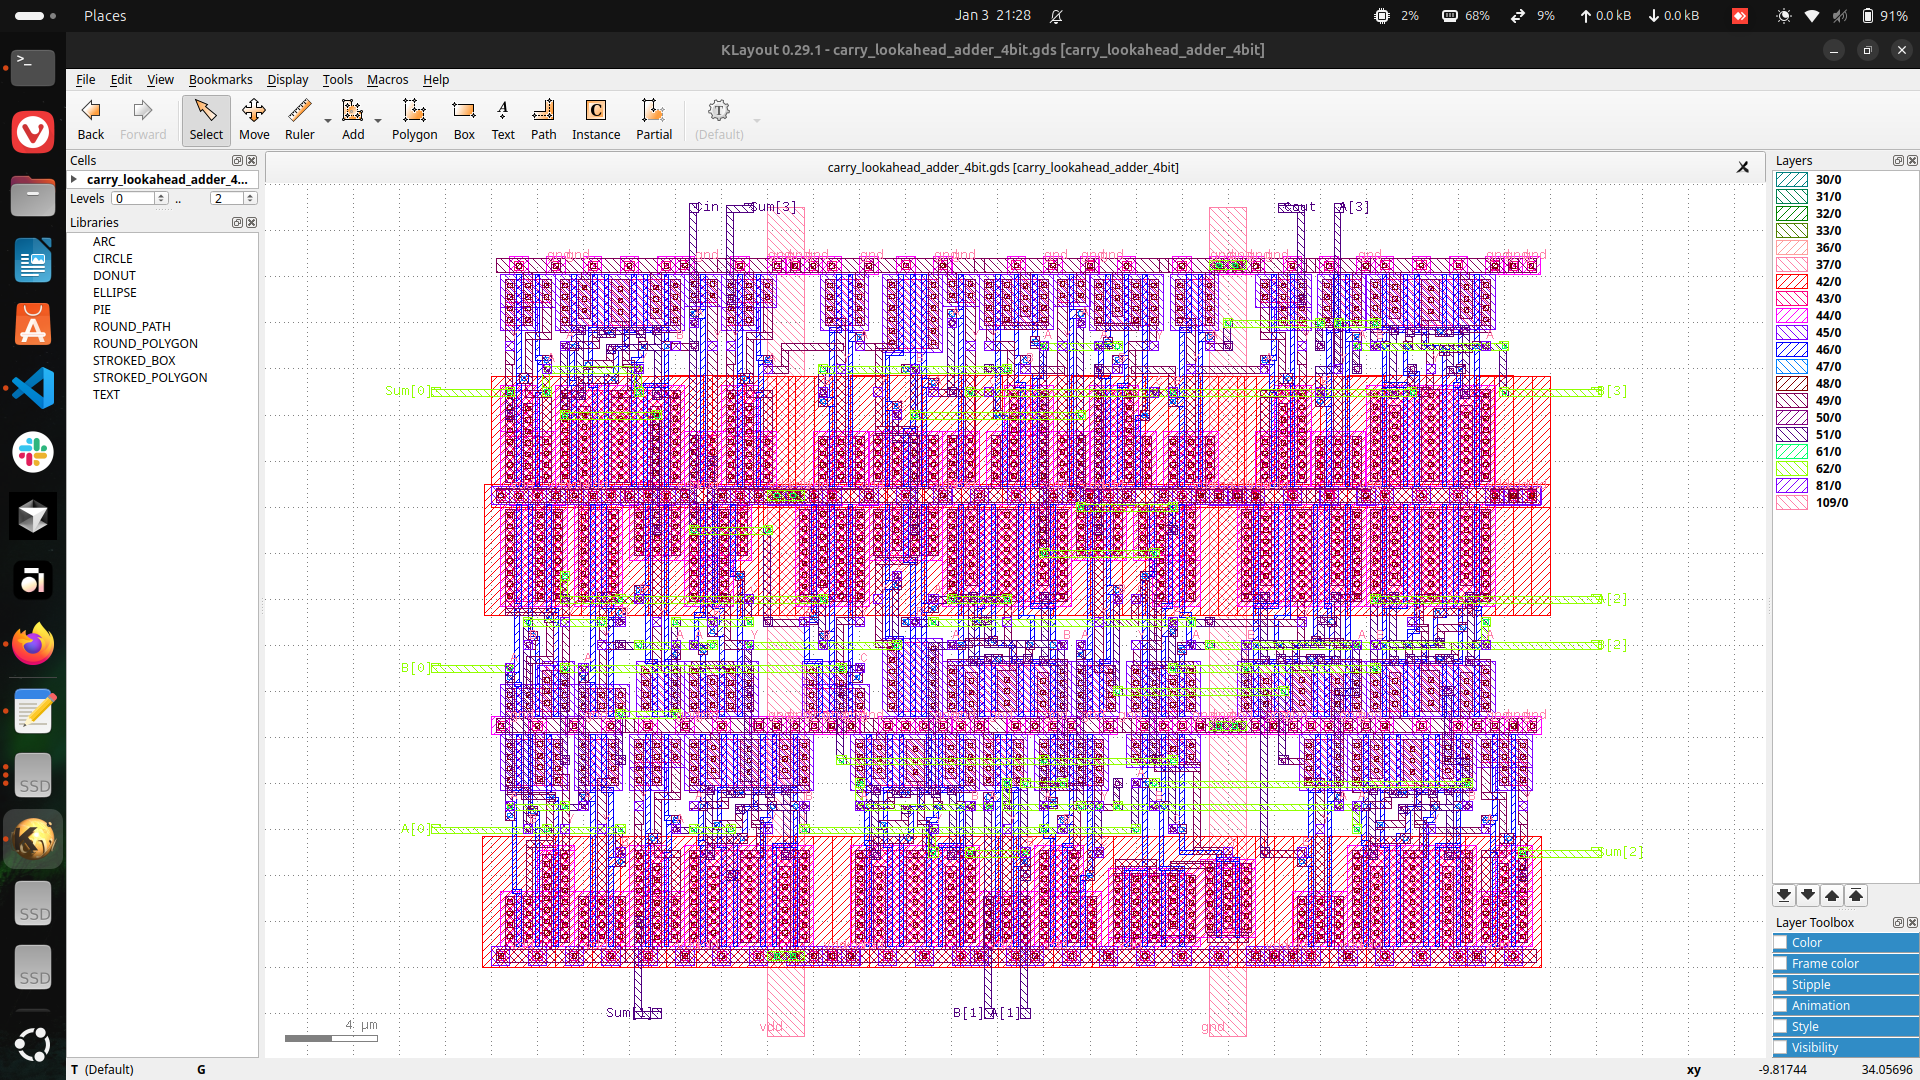 Places
Jan 3 21:28
2%
68%
9%
0.0 kB
0.0 kB
91%
KLayout 0.29.1 - carry_lookahead_adder_4bit.gds [carry_lookahead_adder_4bit]
File Edit View Bookmarks Display Tools Macros Help
Back Forward Select Move Ruler Add Polygon Box Text Path Instance Partial (Default)
Cells
carry_lookahead_adder_4...
Levels 0 .. 2
Libraries
ARC
CIRCLE
DONUT
ELLIPSE
PIE
ROUND_PATH
ROUND_POLYGON
STROKED_BOX
STROKED_POLYGON
TEXT
carry_lookahead_adder_4bit.gds [carry_lookahead_adder_4bit]
Cin Sum[3] Cout A[3]
Sum[0]
B[3]
B[0]
B[2]
A[0]
Sum[2]
B[1] A[1]
vdd gnd
4 μm
Layers
30/0
31/0
32/0
33/0
36/0
37/0
42/0
43/0
44/0
45/0
46/0
47/0
48/0
49/0
50/0
51/0
61/0
62/0
81/0
109/0
Layer Toolbox
Color
Frame color
Stipple
Animation
Style
Visibility
SSD
SSD
SSD
T (Default) G xy -9.81744 34.05696